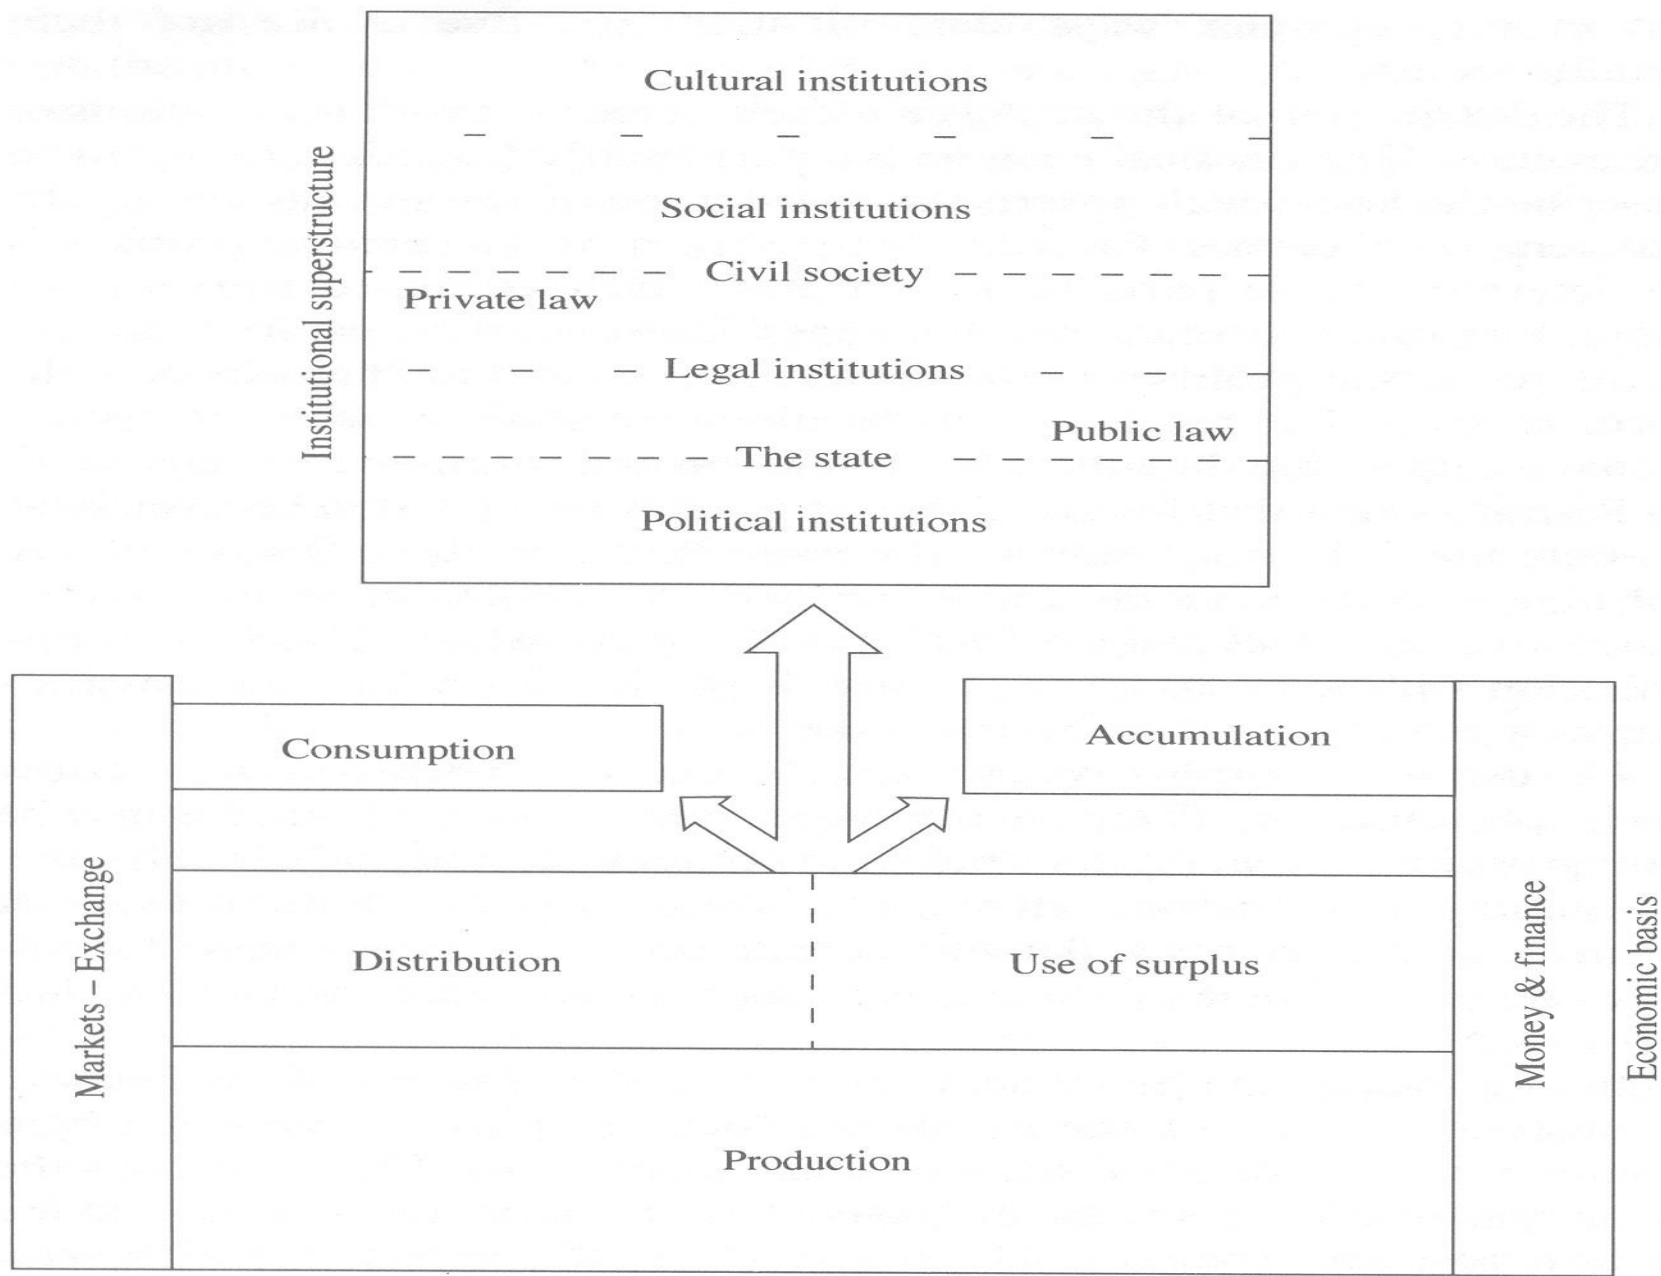 Cultural institutions
Institutional superstructure
Social institutions
Civil society
Private law
Legal institutions
Public law
The state
Political institutions
Consumption
Accumulation
Markets – Exchange
Distribution
Use of surplus
Money & finance
Economic basis
Production